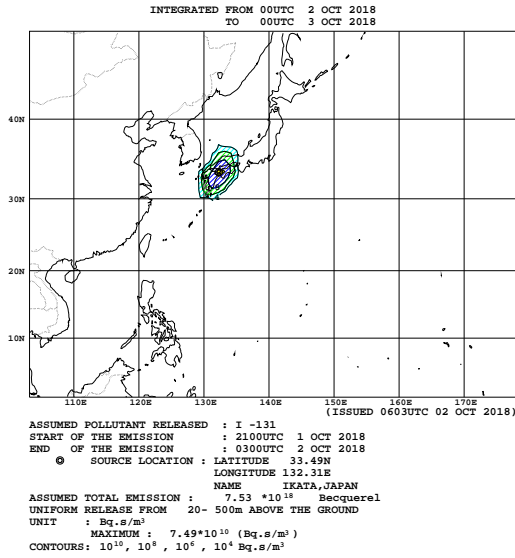 INTEGRATED FROM 00UTC 2 OCT 2018
TO 00UTC 3 OCT 2018
40N
30N
20N
10N
110E 120E 130E 140E 150E 160E 170E
(ISSUED 0603UTC 02 OCT 2018)
ASSUMED POLLUTANT RELEASED : I -131
START OF THE EMISSION : 2100UTC 1 OCT 2018
END OF THE EMISSION : 0300UTC 2 OCT 2018
SOURCE LOCATION : LATITUDE 33.49N
LONGITUDE 132.31E
NAME IKATA,JAPAN
ASSUMED TOTAL EMISSION : 7.53 *10¹⁸ Becquerel
UNIFORM RELEASE FROM 20- 500m ABOVE THE GROUND
UNIT : Bq.s/m³
MAXIMUM : 7.49*10¹⁰ (Bq.s/m³ )
CONTOURS: 10¹⁰, 10⁸ , 10⁶ , 10⁴ Bq.s/m³